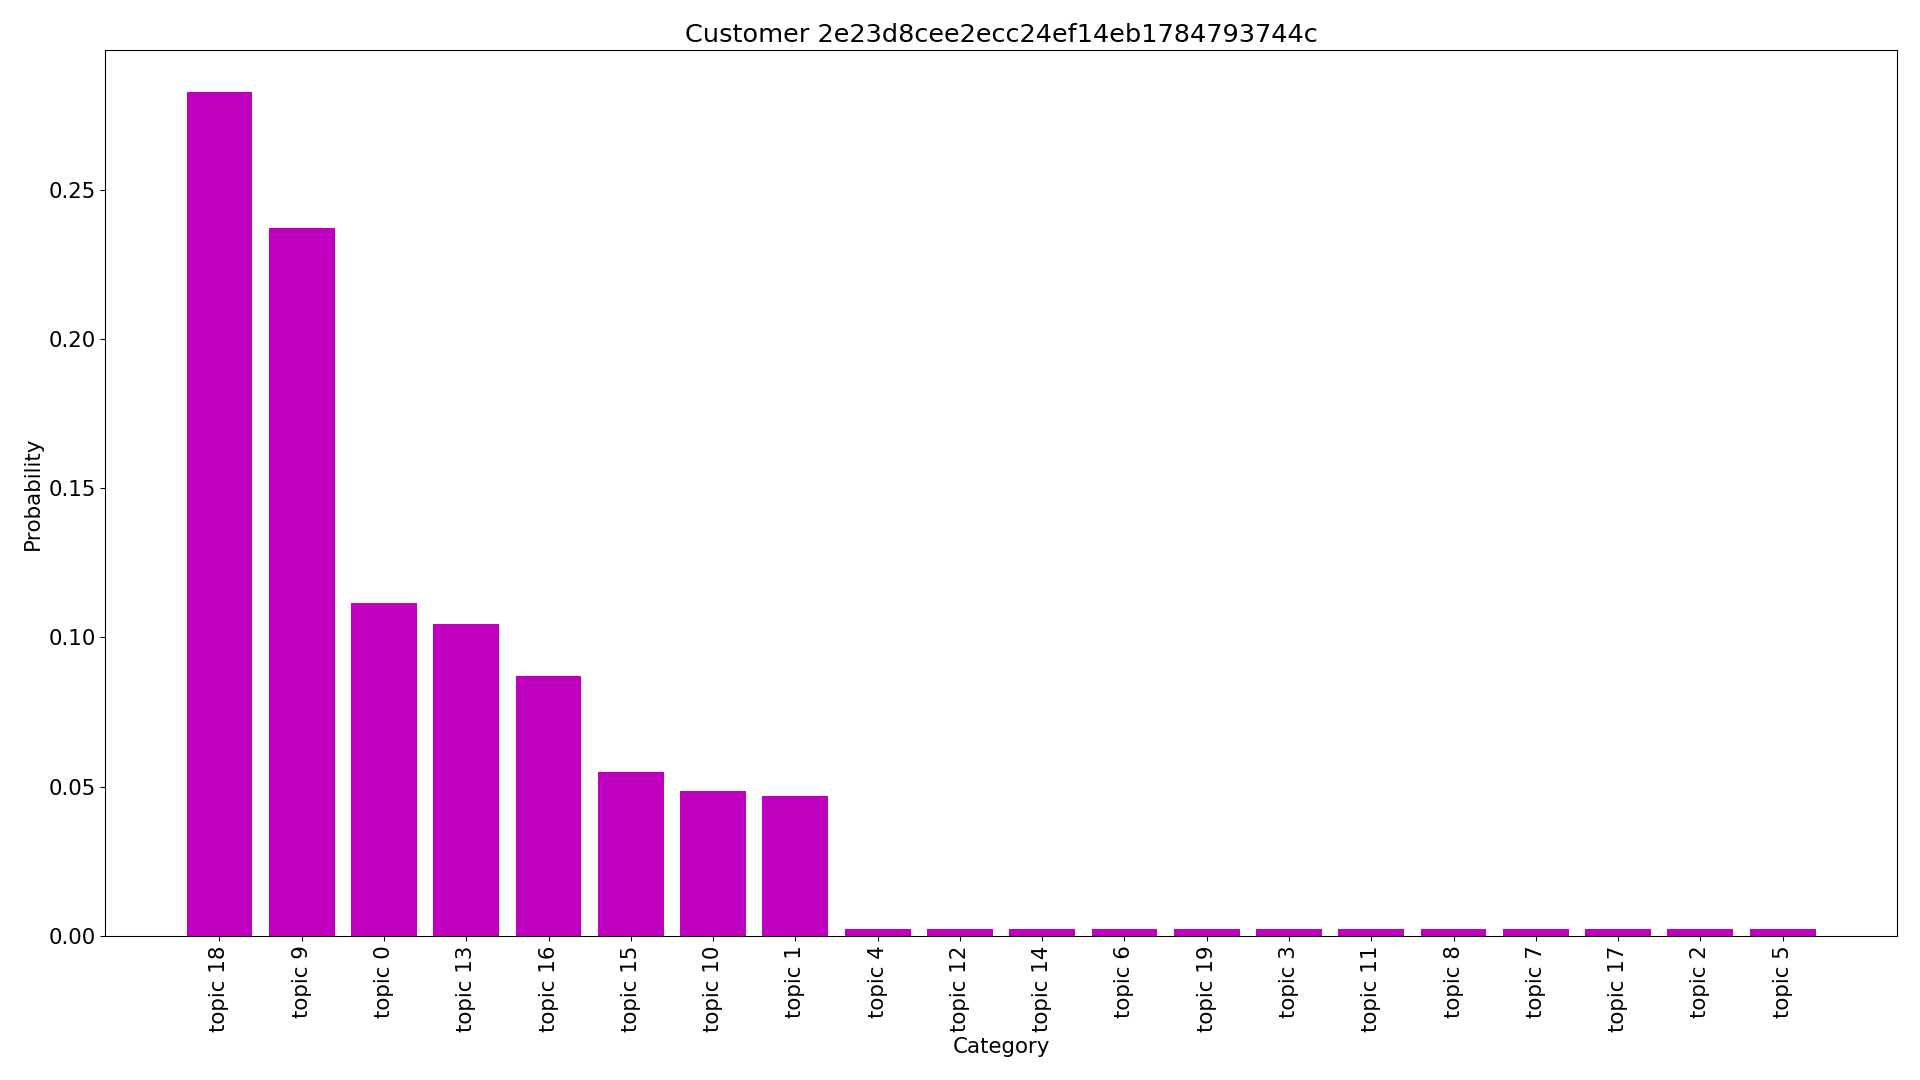 Customer 2e23d8cee2ecc24ef14eb1784793744c
Probability
0.25
0.20
0.15
0.10
0.05
0.00
topic 18
topic 9
topic 0
topic 13
topic 16
topic 15
topic 10
topic 1
topic 4
topic 12
topic 14
topic 6
topic 19
topic 3
topic 11
topic 8
topic 7
topic 17
topic 2
topic 5
Category